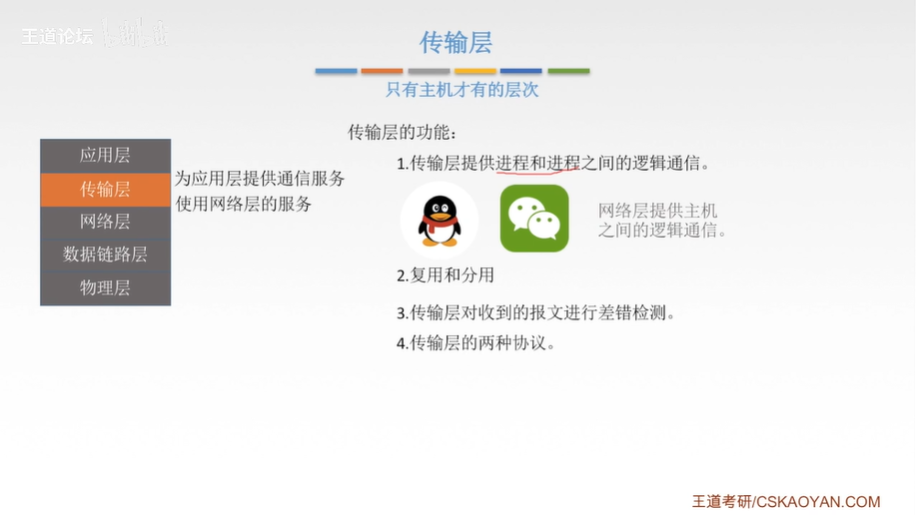 王道论坛
传输层
只有主机才有的层次
传输层的功能：
应用层
传输层
网络层
数据链路层
物理层
为应用层提供通信服务
使用网络层的服务
1.传输层提供进程和进程之间的逻辑通信。
网络层提供主机
之间的逻辑通信。
2.复用和分用
3.传输层对收到的报文进行差错检测。
4.传输层的两种协议。
王道考研/CSKAOYAN.COM